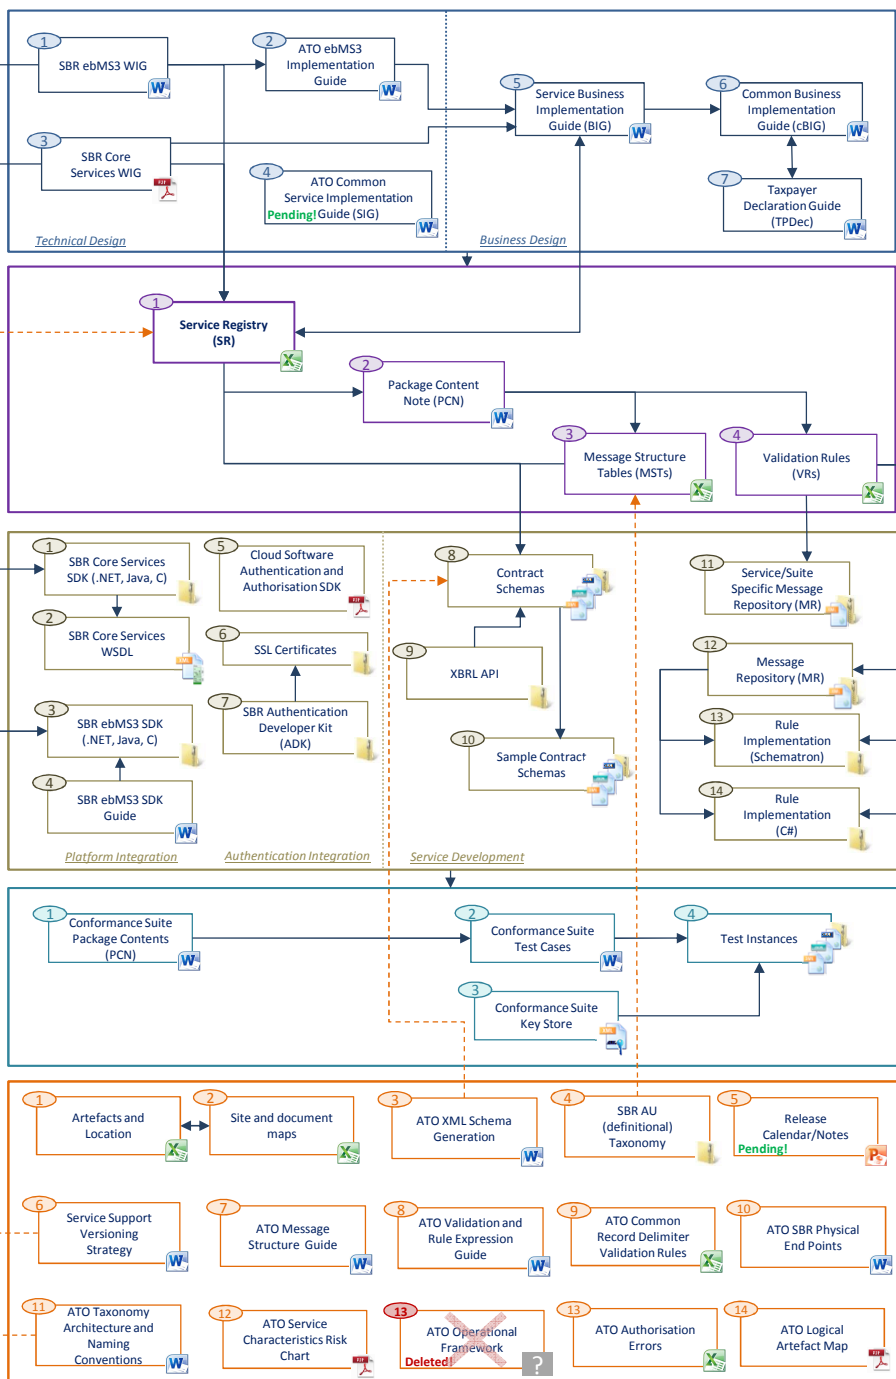 1
SBR ebMS3 WIG
2
ATO ebMS3
Implementation
Guide
3
SBR Core
Services WIG
4
ATO Common
Service Implementation
Pending! Guide (SIG)
5
Service Business
Implementation
Guide (BIG)
6
Common Business
Implementation
Guide (cBIG)
7
Taxpayer
Declaration Guide
(TPDec)
Technical Design
Business Design
1
Service Registry
(SR)
2
Package Content
Note (PCN)
3
Message Structure
Tables (MSTs)
4
Validation Rules
(VRs)
1
SBR Core Services
SDK (.NET, Java, C)
2
SBR Core Services
WSDL
3
SBR ebMS3 SDK
(.NET, Java, C)
4
SBR ebMS3 SDK
Guide
5
Cloud Software
Authentication and
Authorisation SDK
6
SSL Certificates
7
SBR Authentication
Developer Kit
(ADK)
8
Contract
Schemas
9
XBRL API
10
Sample Contract
Schemas
11
Service/Suite
Specific Message
Repository (MR)
12
Message
Repository (MR)
13
Rule
Implementation
(Schematron)
14
Rule
Implementation
(C#)
Platform Integration
Authentication Integration
Service Development
1
Conformance Suite
Package Contents
(PCN)
2
Conformance Suite
Test Cases
3
Conformance Suite
Key Store
4
Test Instances
1
Artefacts and
Location
2
Site and document
maps
3
ATO XML Schema
Generation
4
SBR AU
(definitional)
Taxonomy
5
Release
Calendar/Notes
Pending!
6
Service Support
Versioning
Strategy
7
ATO Message
Structure Guide
8
ATO Validation and
Rule Expression
Guide
9
ATO Common
Record Delimiter
Validation Rules
10
ATO SBR Physical
End Points
11
ATO Taxonomy
Architecture and
Naming
Conventions
12
ATO Service
Characteristics Risk
Chart
13
ATO Operational
Framework
Deleted!
?
13
ATO Authorisation
Errors
14
ATO Logical
Artefact Map